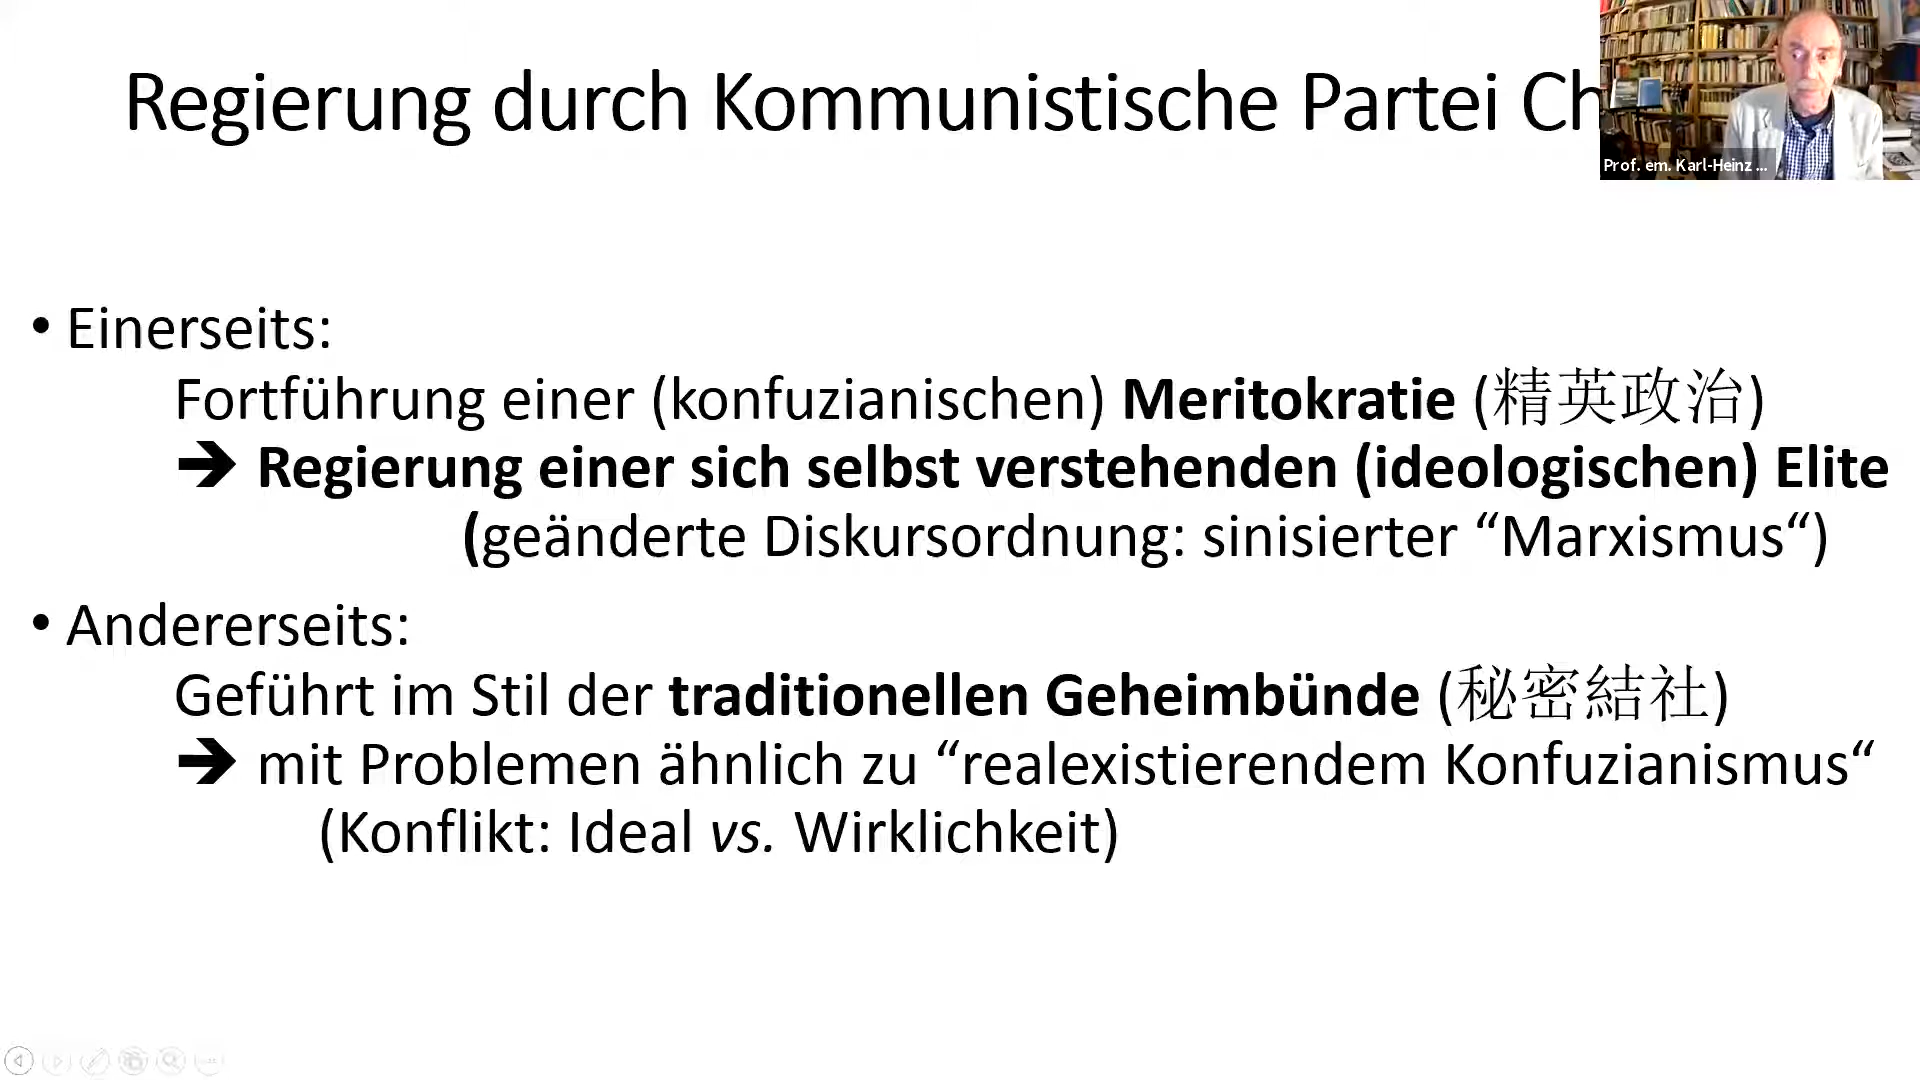 Regierung durch Kommunistische Partei Ch
Prof. em. Karl-Heinz ...
• Einerseits:
Fortführung einer (konfuzianischen) Meritokratie (精英政治)
➔ Regierung einer sich selbst verstehenden (ideologischen) Elite
(geänderte Diskursordnung: sinisierter “Marxismus“)
• Andererseits:
Geführt im Stil der traditionellen Geheimbünde (秘密結社)
➔ mit Problemen ähnlich zu “realexistierendem Konfuzianismus“
(Konflikt: Ideal vs. Wirklichkeit)